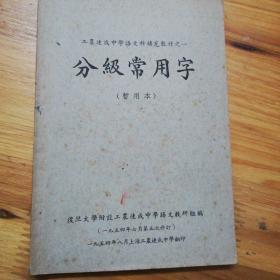 工農速成中學語文科補充教材之一
分級常用字
(暫用本)
復旦大學附設工農速成中學語文教研組編
(一九五四年七月第五次修訂)
一九五四年八月上海工農速成中學翻印